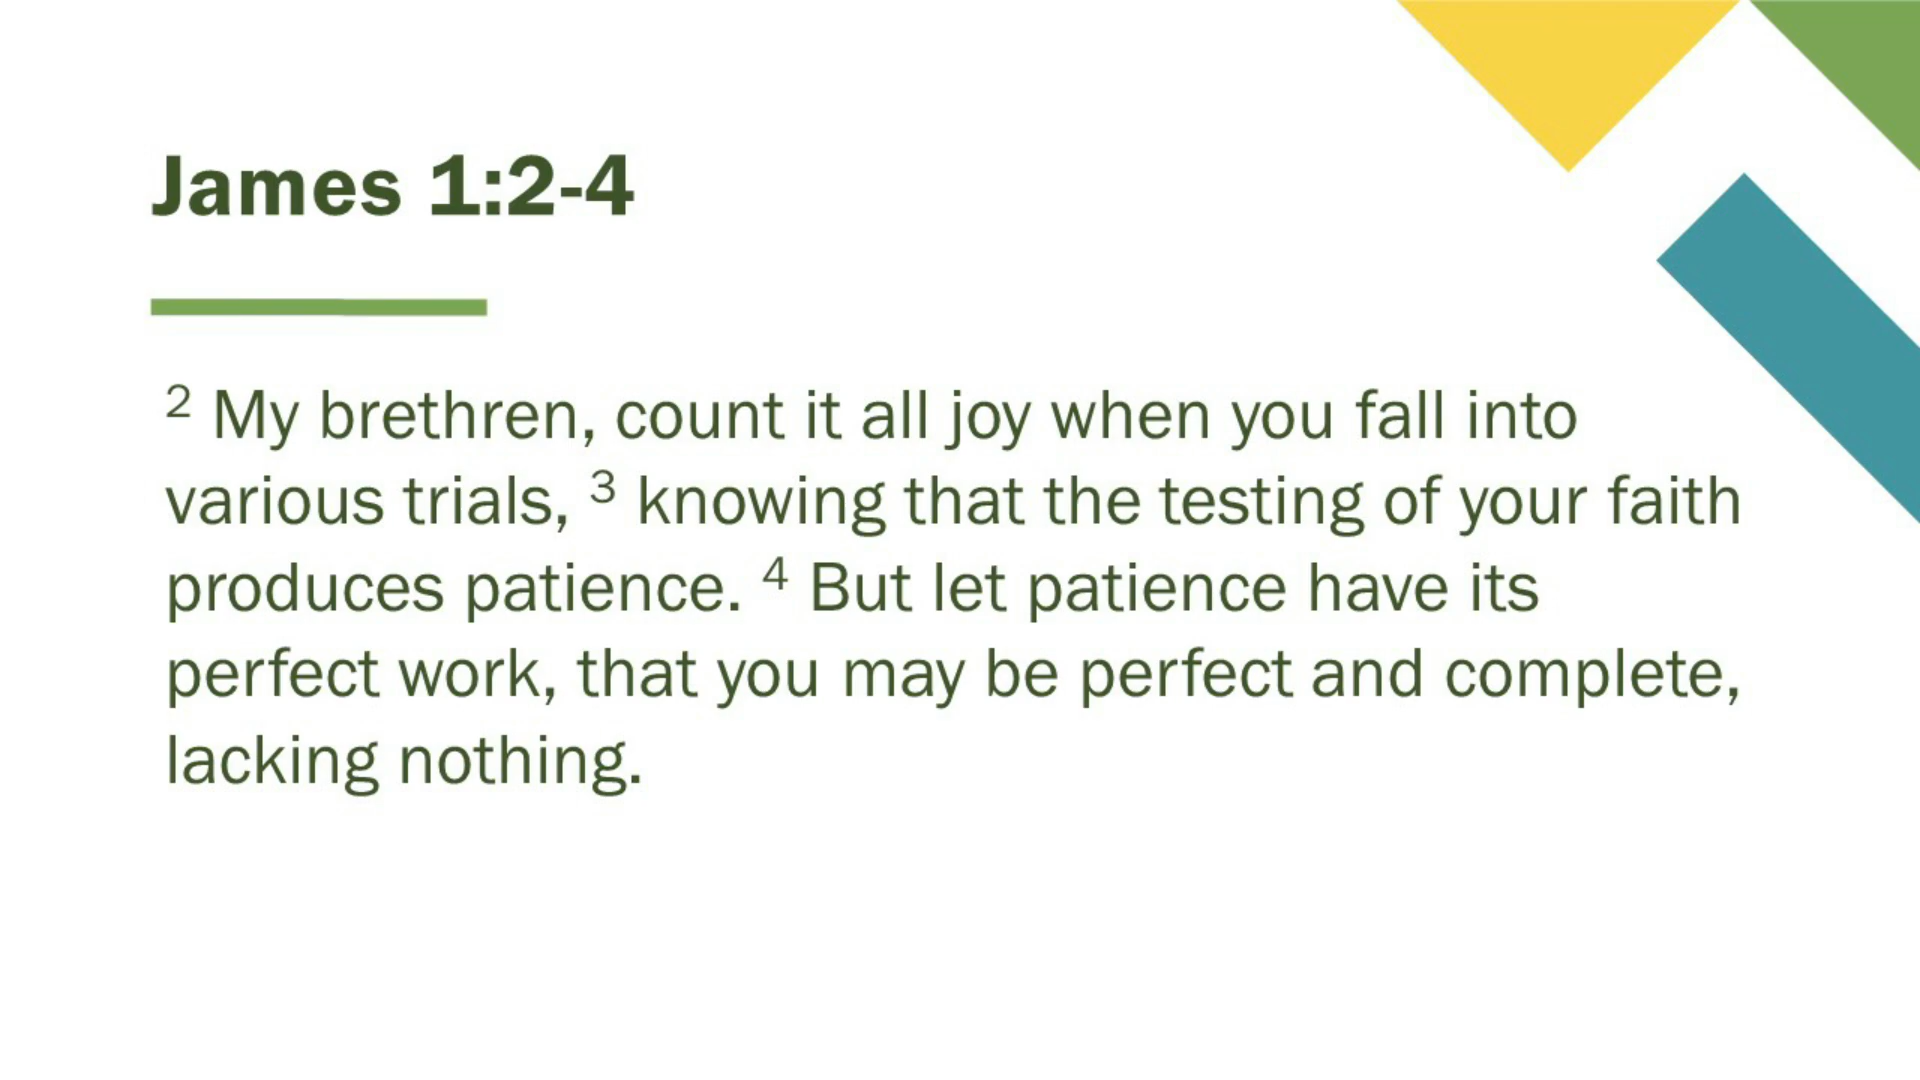 James 1:2-4
2 My brethren, count it all joy when you fall into
various trials, 3 knowing that the testing of your faith
produces patience. 4 But let patience have its
perfect work, that you may be perfect and complete,
lacking nothing.